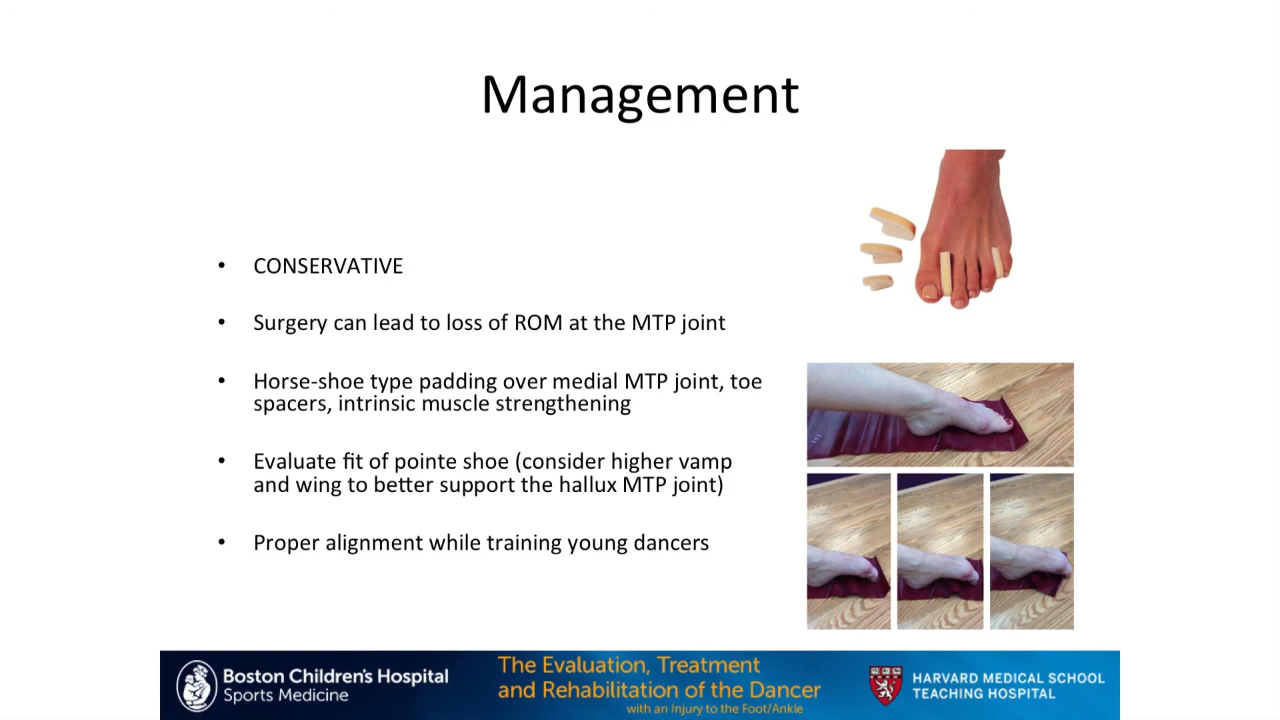 Management
• CONSERVATIVE
• Surgery can lead to loss of ROM at the MTP joint
• Horse-shoe type padding over medial MTP joint, toe
spacers, intrinsic muscle strengthening
• Evaluate fit of pointe shoe (consider higher vamp
and wing to better support the hallux MTP joint)
• Proper alignment while training young dancers
Boston Children's Hospital
Sports Medicine
The Evaluation, Treatment
and Rehabilitation of the Dancer
with an Injury to the Foot/Ankle
HARVARD MEDICAL SCHOOL
TEACHING HOSPITAL